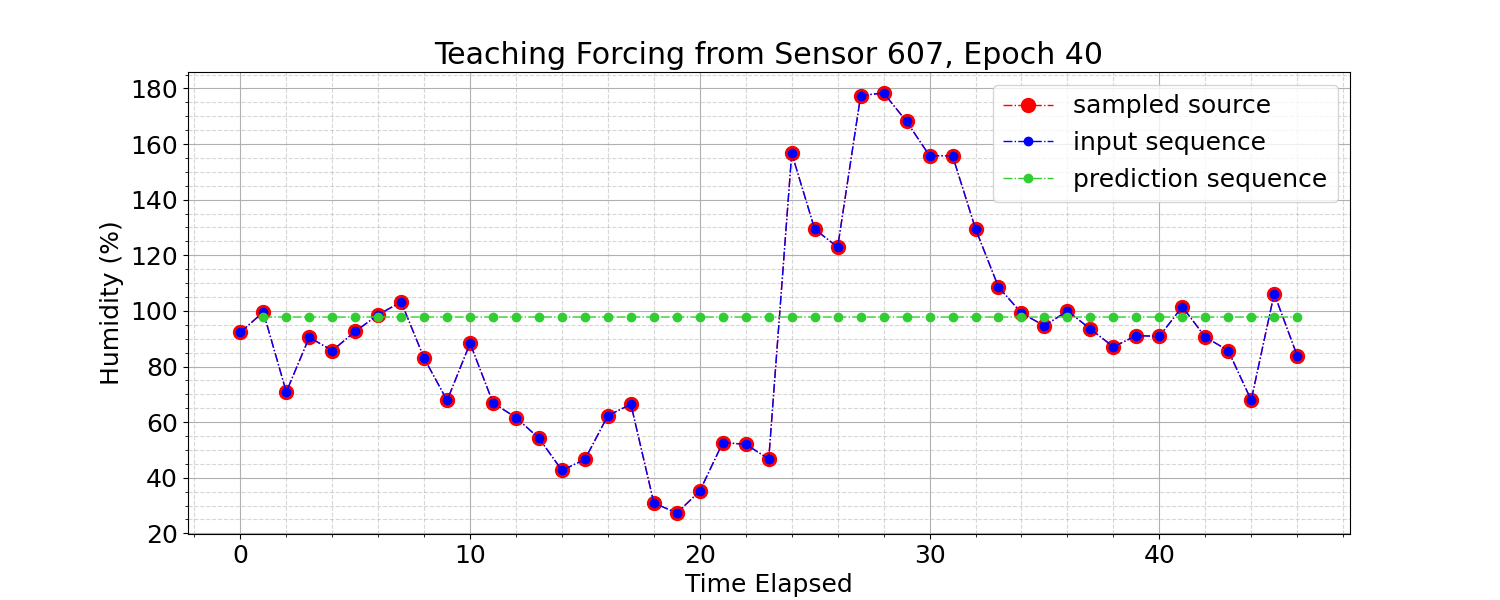 Teaching Forcing from Sensor 607, Epoch 40
180
160
140
120
100
80
60
40
20
Humidity (%)
sampled source
input sequence
prediction sequence
0 10 20 30 40
Time Elapsed